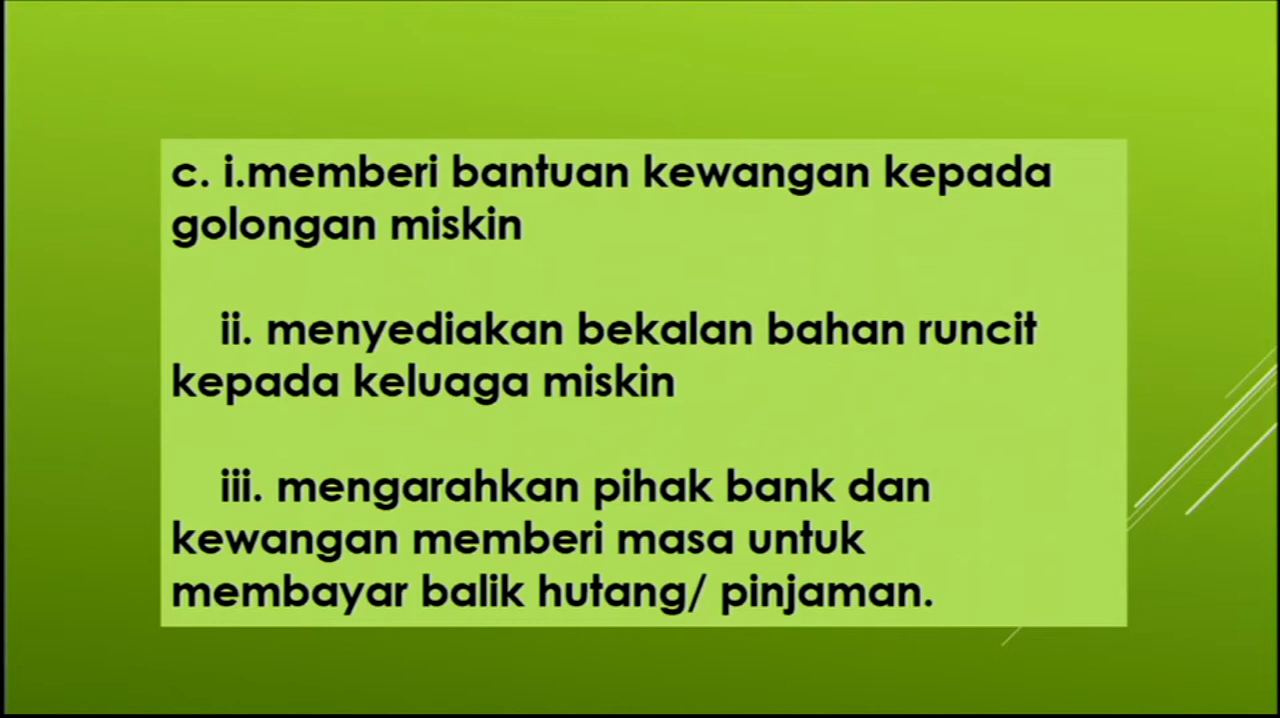 c. i.memberi bantuan kewangan kepada
golongan miskin
ii. menyediakan bekalan bahan runcit
kepada keluaga miskin
iii. mengarahkan pihak bank dan
kewangan memberi masa untuk
membayar balik hutang/ pinjaman.